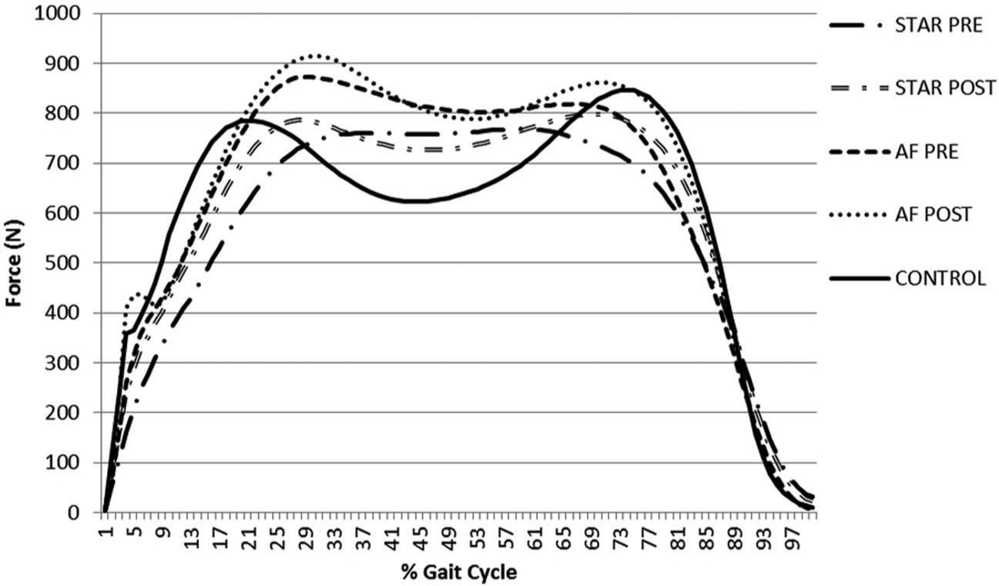 1000
900
800
700
600
500
400
300
200
100
0
Force (N)
1 5 9 13 17 21 25 29 33 37 41 45 49 53 57 61 65 69 73 77 81 85 89 93 97
% Gait Cycle
STAR PRE
STAR POST
AF PRE
AF POST
CONTROL